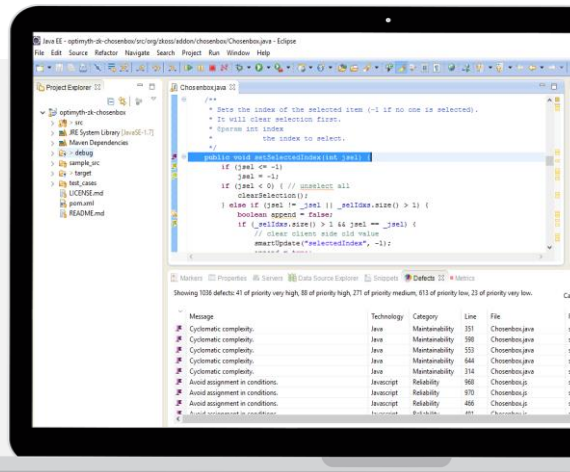 Java EE - optimyth-zk-chosenbox/src/org/zkoss/addon/chosenbox/Chosenbox.java - Eclipse
File Edit Source Refactor Navigate Search Project Run Window Help
Project Explorer
optimyth-zk-chosenbox
src
JRE System Library [JavaSE-1.7]
Maven Dependencies
debug
sample_src
target
test_cases
LICENSE.md
pom.xml
README.md
Chosenbox.java
/**
* Sets the index of the selected item (-1 if no one is selected).
* It will clear selection first.
* @param int index
* the index to select.
*/
public void setSelectedIndex(int jsel) {
if (jsel <= -1)
jsel = -1;
if (jsel < 0) { // unselect all
clearSelection();
} else if (jsel != _jsel || _selIdxs.size() > 1) {
boolean append = false;
if (_selIdxs.size() > 1 && jsel == _jsel) {
// clear client side old value
smartUpdate("selectedIndex", -1);
append = true;
Markers Properties Servers Data Source Explorer Snippets Defects Metrics
Showing 1036 defects: 41 of priority very high, 88 of priority high, 271 of priority medium, 613 of priority low, 23 of priority very low.
Message Technology Category Line File
Cyclomatic complexity. Java Maintainability 351 Chosenbox.java
Cyclomatic complexity. Java Maintainability 598 Chosenbox.java
Cyclomatic complexity. Java Maintainability 553 Chosenbox.java
Cyclomatic complexity. Java Maintainability 644 Chosenbox.java
Cyclomatic complexity. Java Maintainability 314 Chosenbox.java
Avoid assignment in conditions. Javascript Reliability 968 Chosenbox.js
Avoid assignment in conditions. Javascript Reliability 970 Chosenbox.js
Avoid assignment in conditions. Javascript Reliability 466 Chosenbox.js
Avoid assignment in conditions. Javascript Reliability 491 Chosenbox.js